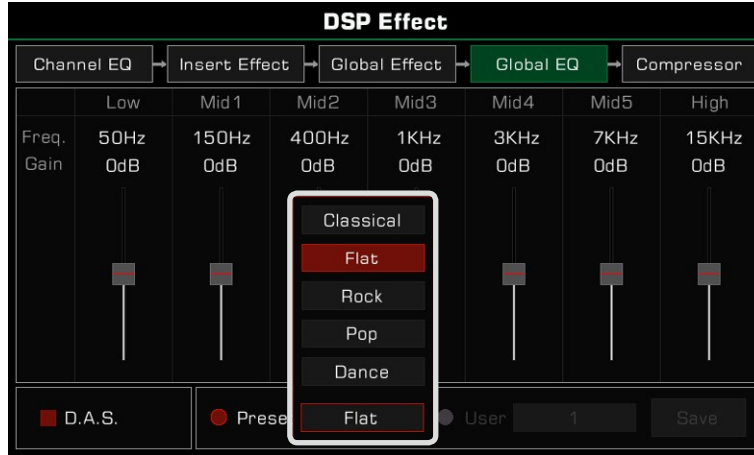 DSP Effect
Channel EQ Insert Effect Global Effect Global EQ Compressor
Low Mid1 Mid2 Mid3 Mid4 Mid5 High
Freq. 50Hz 150Hz 400Hz 1KHz 3KHz 7KHz 15KHz
Gain 0dB 0dB 0dB 0dB 0dB 0dB 0dB
Classical
Flat
Rock
Pop
Dance
D.A.S. Prese Flat User 1 Save